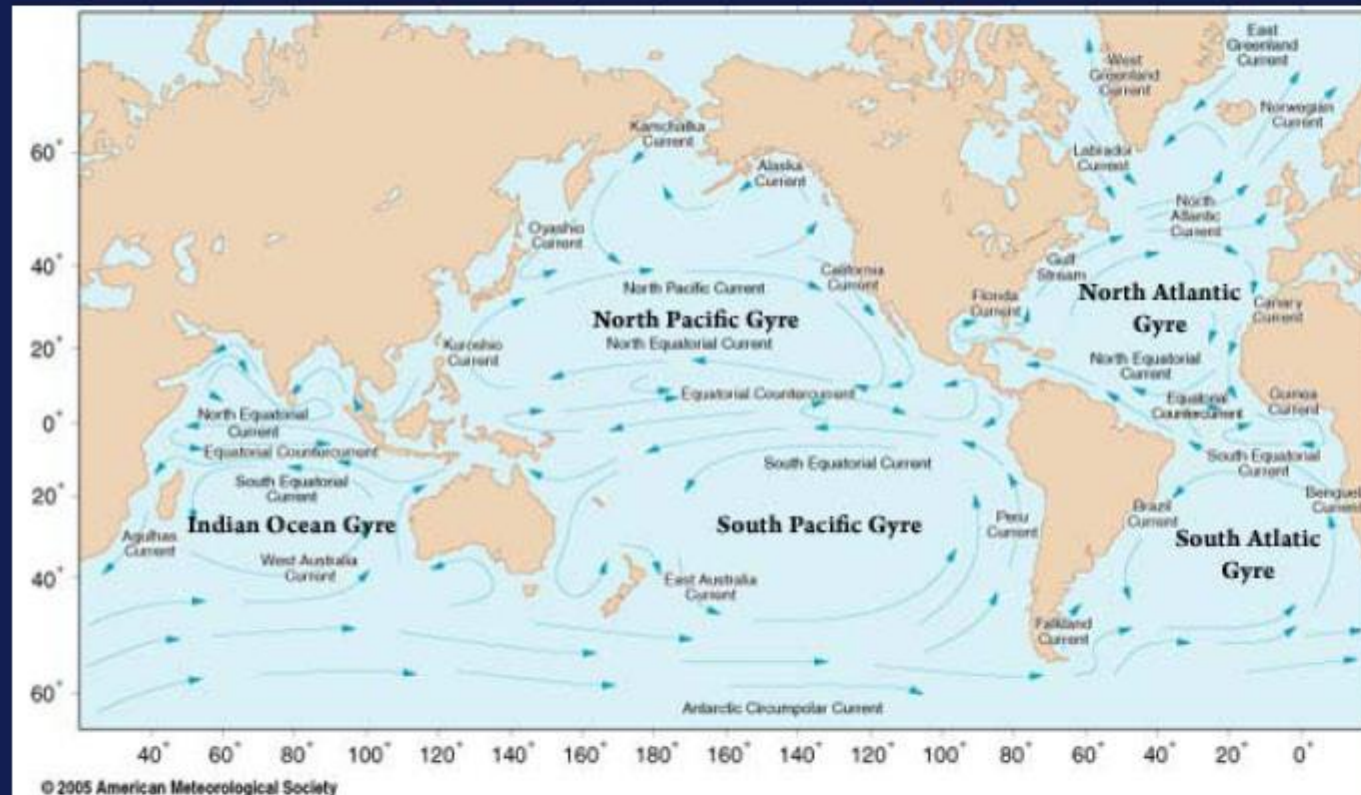 East
Greenland
Current
West
Greenland
Current
Norwegian
Current
Kamchatka
Current
60°
Labrador
Current
Alaska
Current
North
Atlantic
Current
Oyashio
Current
40°
Gulf
Stream
California
Current
North Pacific Current
Florida
Current
North Atlantic
Gyre
Canary
Current
North Pacific Gyre
Kuroshio
Current
North Equatorial Current
20°
North Equatorial
Current
Equatorial Countercurrent
Equatorial
Countercurrent
Guinea
Current
North Equatorial
Current
0°
Equatorial Countercurrent
South Equatorial Current
South Equatorial
Current
South Equatorial
Current
20°
Benguela
Current
Indian Ocean Gyre
South Pacific Gyre
Peru
Current
Brazil
Current
South Atlatic
Gyre
Agulhas
Current
West Australia
Current
40°
East Australia
Current
Falkland
Current
60°
Antarctic Circumpolar Current
40° 60° 80° 100° 120° 140° 160° 180° 160° 140° 120° 100° 80° 60° 40° 20° 0°
© 2005 American Meteorological Society